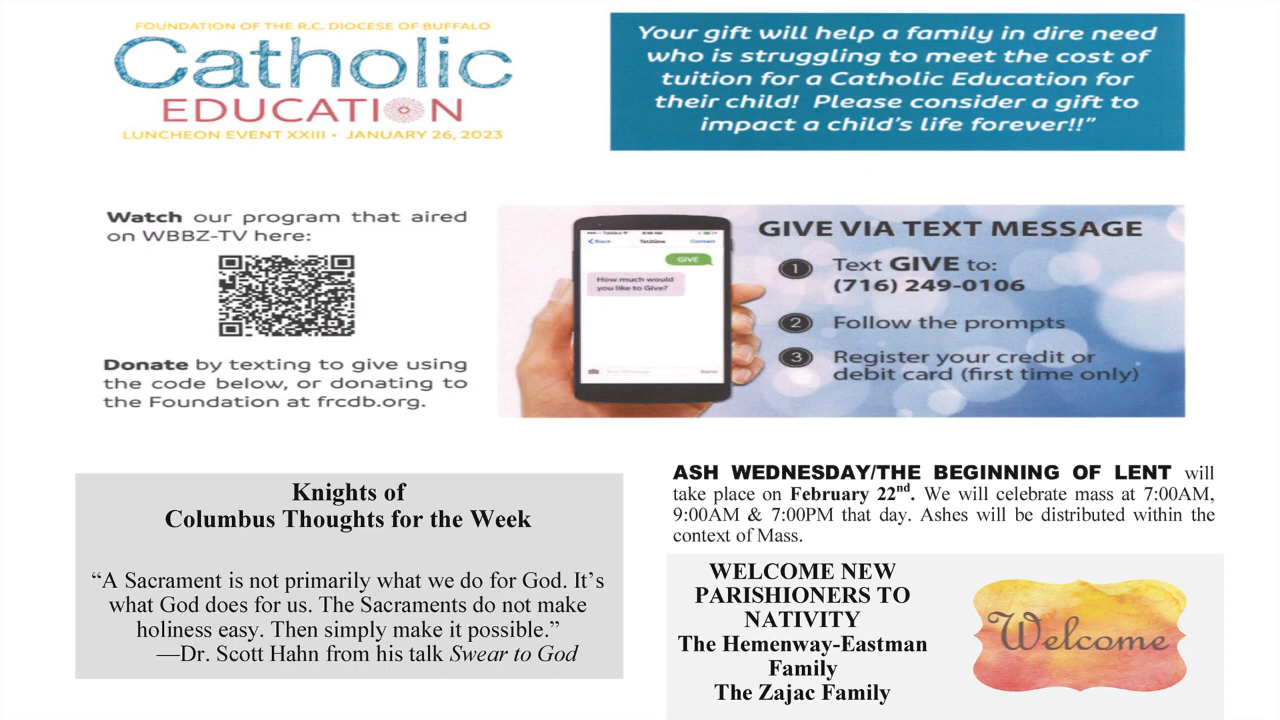 FOUNDATION OF THE R.C. DIOCESE OF BUFFALO
Catholic
EDUCATION
LUNCHEON EVENT XXIII • JANUARY 26, 2023
Your gift will help a family in dire need
who is struggling to meet the cost of
tuition for a Catholic Education for
their child! Please consider a gift to
impact a child's life forever!!"
Watch our program that aired
on WBBZ-TV here:
Donate by texting to give using
the code below, or donating to
the Foundation at frcdb.org.
Back
Contact
GIVE
How much would
you like to Give?
Send
GIVE VIA TEXT MESSAGE
1 Text GIVE to:
(716) 249-0106
2 Follow the prompts
3 Register your credit or
debit card (first time only)
Knights of
Columbus Thoughts for the Week
“A Sacrament is not primarily what we do for God. It’s
what God does for us. The Sacraments do not make
holiness easy. Then simply make it possible.”
—Dr. Scott Hahn from his talk Swear to God
ASH WEDNESDAY/THE BEGINNING OF LENT will
take place on February 22nd. We will celebrate mass at 7:00AM,
9:00AM & 7:00PM that day. Ashes will be distributed within the
context of Mass.
WELCOME NEW
PARISHIONERS TO
NATIVITY
The Hemenway-Eastman
Family
The Zajac Family
Welcome